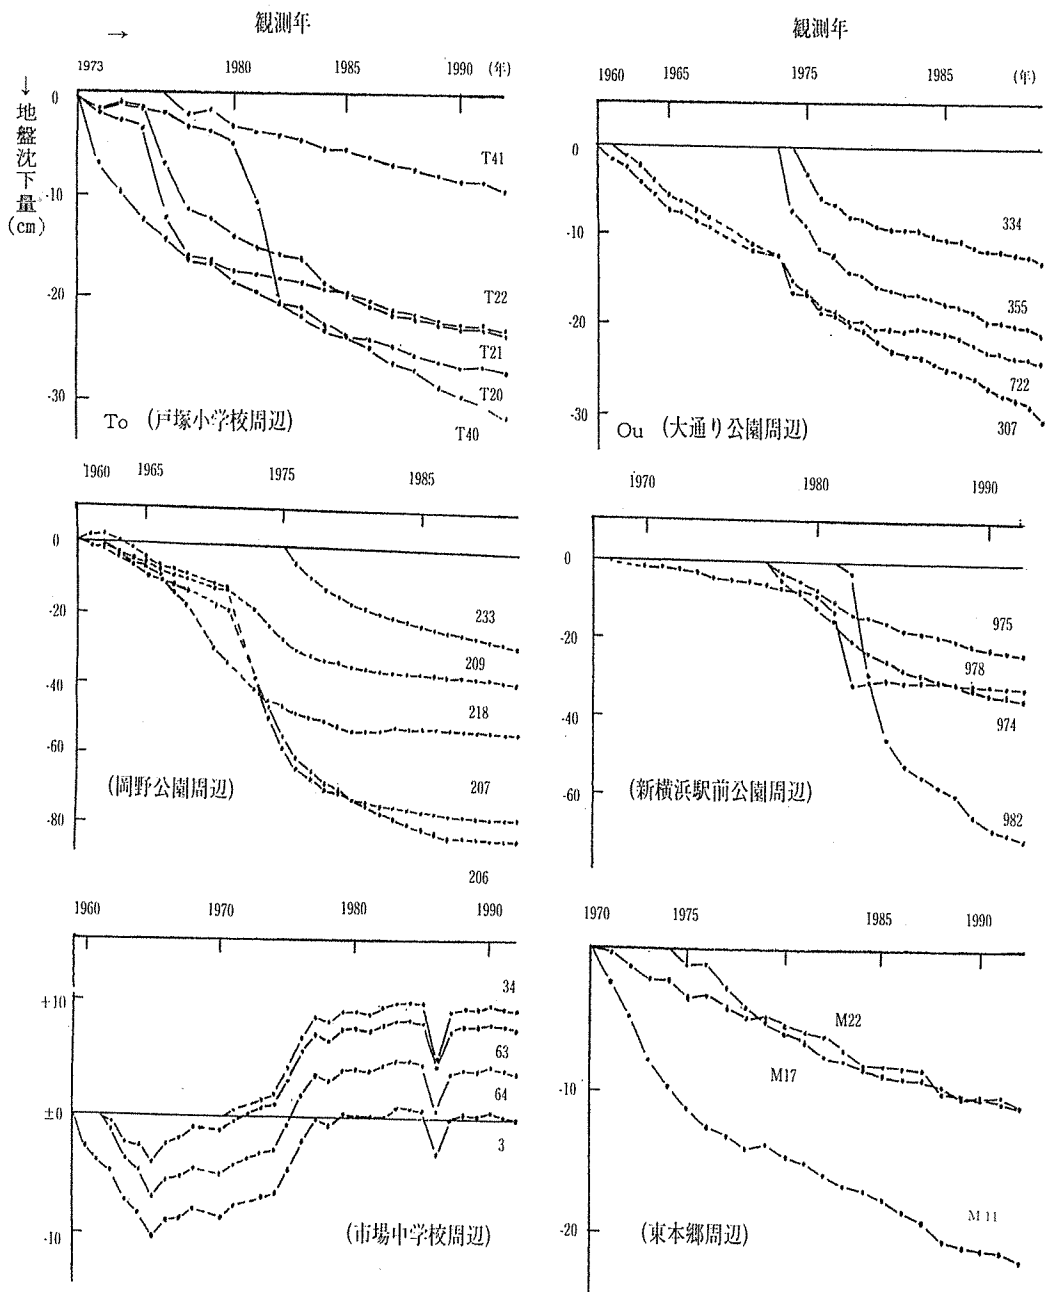 観測年
→
1973 1980 1985 1990 (年)
↓
地盤沈下量
(cm)
0
-10
-20
-30
T41
T22
T21
T20
T40
To (戸塚小学校周辺)
観測年
1960 1965 1975 1985 (年)
0
-10
-20
-30
334
355
722
307
Ou (大通り公園周辺)
1960 1965 1975 1985
0
-20
-40
-60
-80
233
209
218
207
206
(岡野公園周辺)
1970 1980 1990
0
-20
-40
-60
975
978
974
982
(新横浜駅前公園周辺)
1960 1970 1980 1990
+10
±0
-10
34
63
64
3
(市場中学校周辺)
1970 1975 1985 1990
-10
-20
M22
M17
M11
(東本郷周辺)